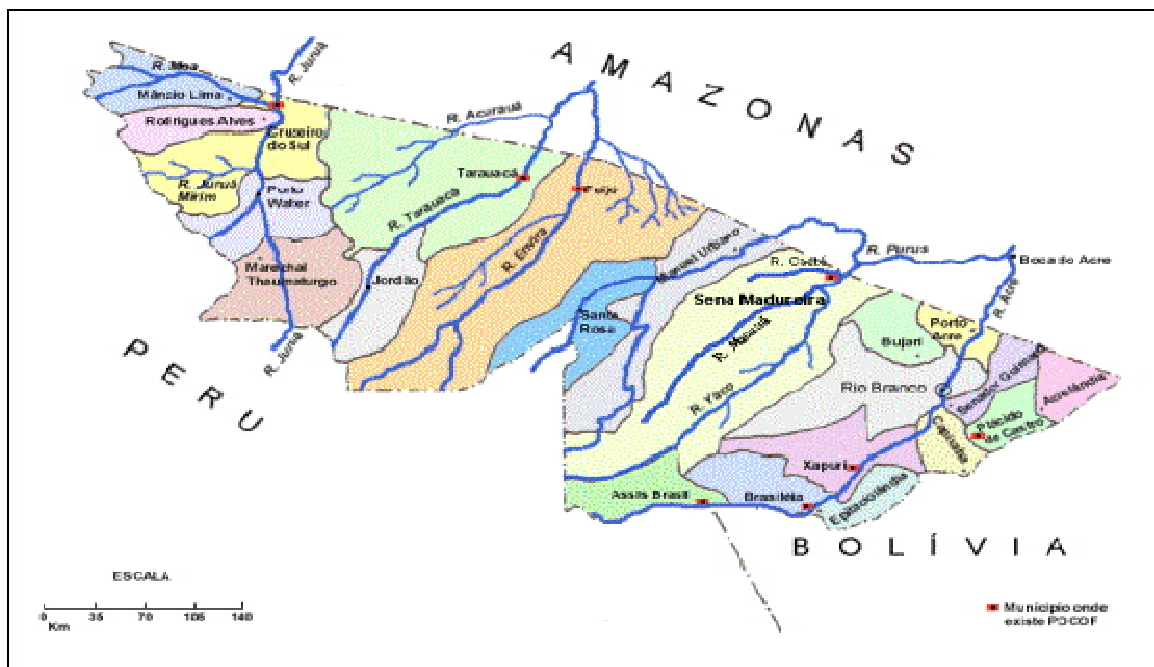 AMAZONAS
R. Juruá
R. Moa
Mâncio Lima
Rodrigues Alves
Cruzeiro
do Sul
R. Juruá
Mirim
Porto
Walter
Marechal
Thaumaturgo
R. Juruá
R. Acurauá
Tarauacá
R. Tarauacá
Jordão
Feijó
R. Envira
Santa
Rosa
Manuel Urbano
R. Purus
R. Caeté
Sena Madureira
R. Macauã
R. Yaco
Boca do Acre
R. Acre
Porto
Acre
Bujari
Rio Branco
Senador Guiomard
Acrelândia
Plácido
de Castro
Capixaba
Xapuri
Assis Brasil
Brasiléia
Epitaciolândia
PERU
BOLÍVIA
ESCALA
0 35 70 105 140
Km
Município onde
existe PDCOF